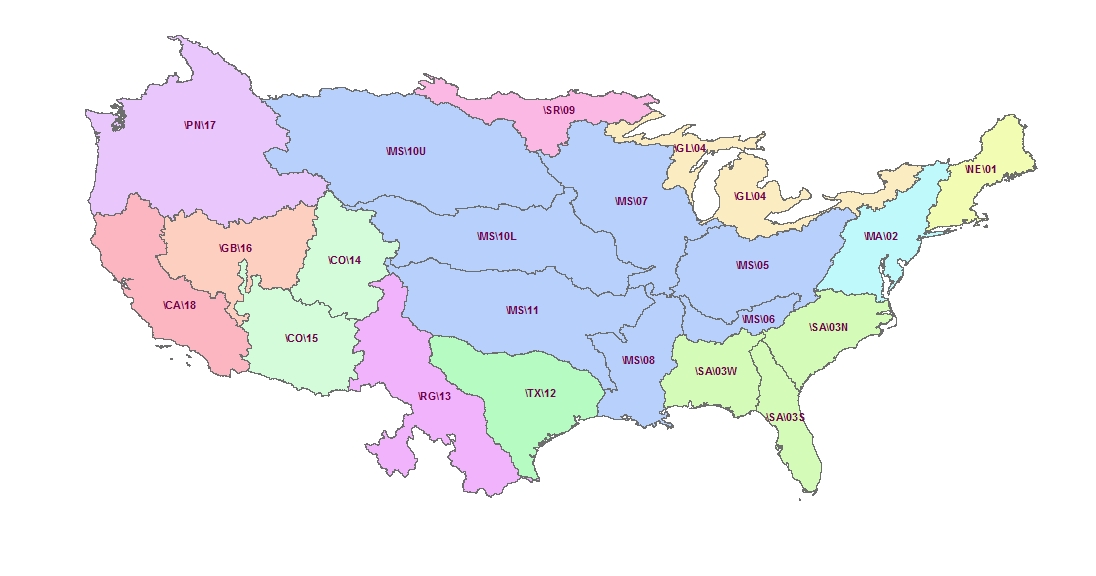 \SR\09
\PN\17
\GL\04
\MS\10U
\NE\01
\GL\04
\MS\07
\MS\10L
\MA\02
\GB\16
\CO\14
\MS\05
\CA\18
\MS\11
\MS\06
\SA\03N
\CO\15
\MS\08
\SA\03W
\TX\12
\RG\13
\SA\03S